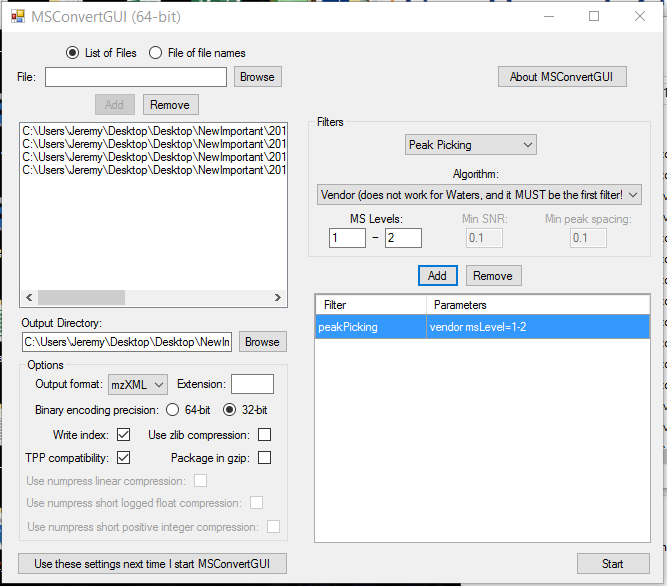 MSConvertGUI (64-bit)
List of Files File of file names
File: Browse About MSConvertGUI
Add Remove
C:\Users\Jeremy\Desktop\Desktop\NewImportant\201
C:\Users\Jeremy\Desktop\Desktop\NewImportant\201
C:\Users\Jeremy\Desktop\Desktop\NewImportant\201
C:\Users\Jeremy\Desktop\Desktop\NewImportant\201
Filters
Peak Picking
Algorithm:
Vendor (does not work for Waters, and it MUST be the first filter!
MS Levels: Min SNR: Min peak spacing:
1 – 2 0.1 0.1
Add Remove
Filter Parameters
peakPicking vendor msLevel=1-2
Output Directory:
C:\Users\Jeremy\Desktop\Desktop\NewIm Browse
Options
Output format: mzXML Extension:
Binary encoding precision: 64-bit 32-bit
Write index: Use zlib compression:
TPP compatibility: Package in gzip:
Use numpress linear compression:
Use numpress short logged float compression:
Use numpress short positive integer compression:
Use these settings next time I start MSConvertGUI Start